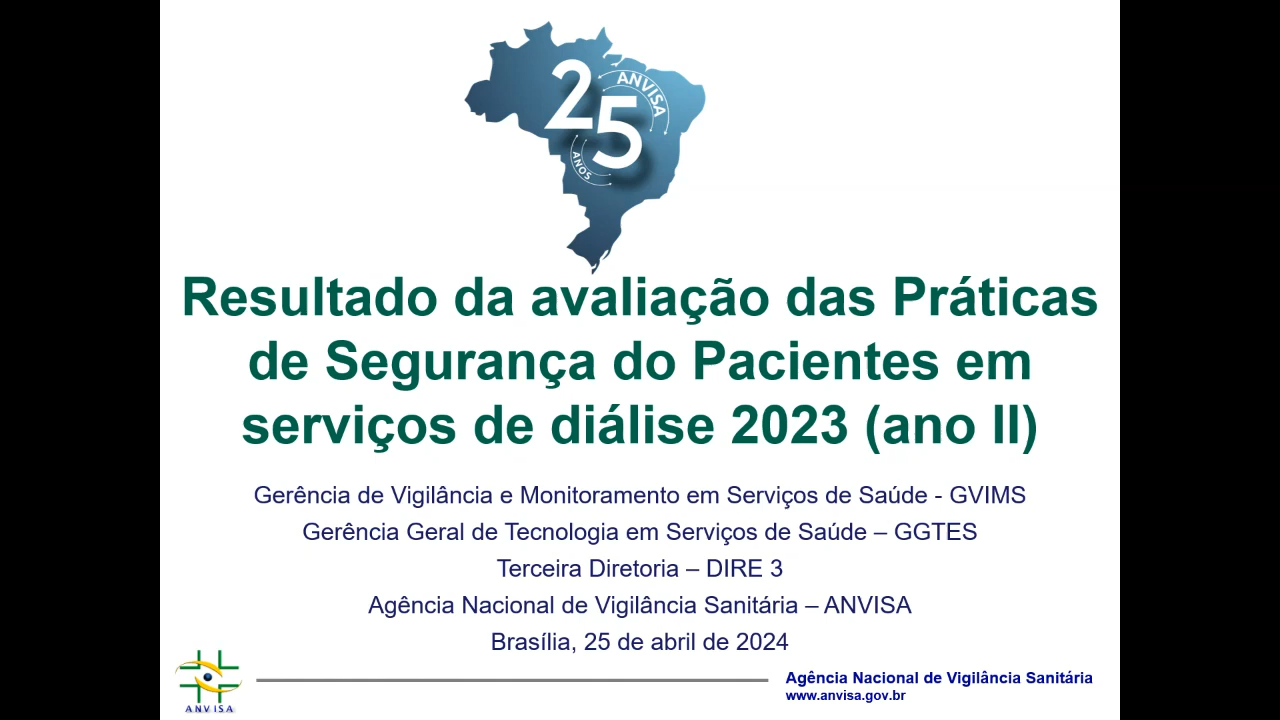 25
ANVISA
ANOS
Resultado da avaliação das Práticas
de Segurança do Pacientes em
serviços de diálise 2023 (ano II)
Gerência de Vigilância e Monitoramento em Serviços de Saúde - GVIMS
Gerência Geral de Tecnologia em Serviços de Saúde – GGTES
Terceira Diretoria – DIRE 3
Agência Nacional de Vigilância Sanitária – ANVISA
Brasília, 25 de abril de 2024
ANVISA
Agência Nacional de Vigilância Sanitária
www.anvisa.gov.br